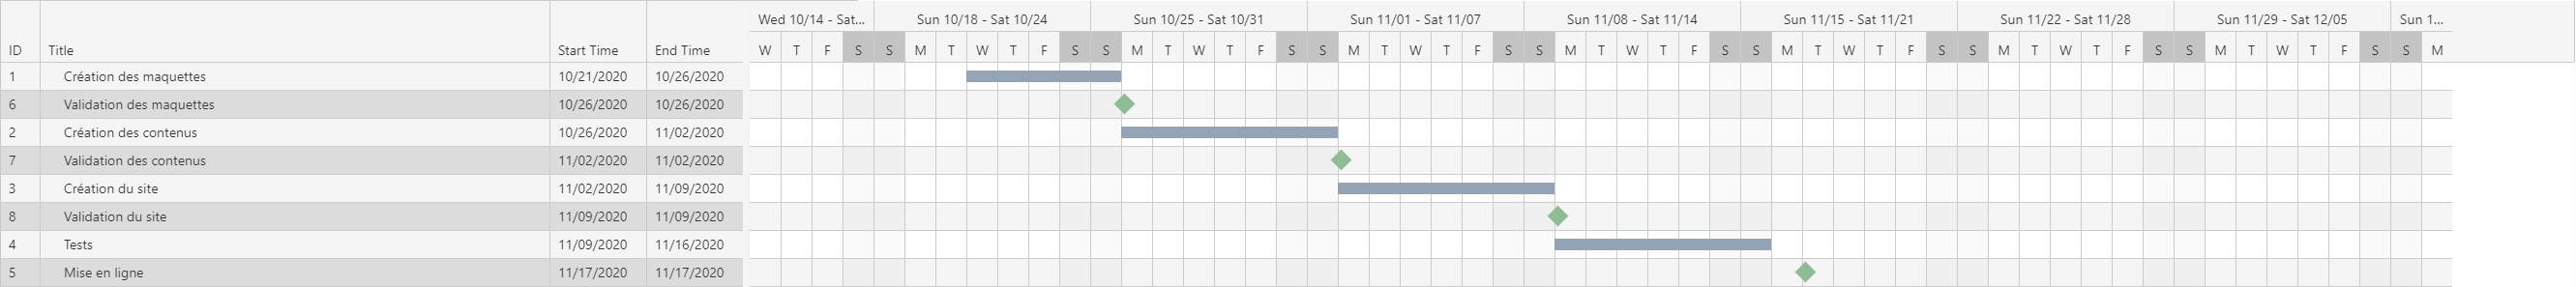 Wed 10/14 - Sat... Sun 10/18 - Sat 10/24 Sun 10/25 - Sat 10/31 Sun 11/01 - Sat 11/07 Sun 11/08 - Sat 11/14 Sun 11/15 - Sat 11/21 Sun 11/22 - Sat 11/28 Sun 11/29 - Sat 12/05 Sun 1...
ID Title Start Time End Time W T F S S M T W T F S S M T W T F S S M T W T F S S M T W T F S S M T W T F S S M T W T F S S M T W T F S S M
1 Création des maquettes 10/21/2020 10/26/2020
6 Validation des maquettes 10/26/2020 10/26/2020
2 Création des contenus 10/26/2020 11/02/2020
7 Validation des contenus 11/02/2020 11/02/2020
3 Création du site 11/02/2020 11/09/2020
8 Validation du site 11/09/2020 11/09/2020
4 Tests 11/09/2020 11/16/2020
5 Mise en ligne 11/17/2020 11/17/2020